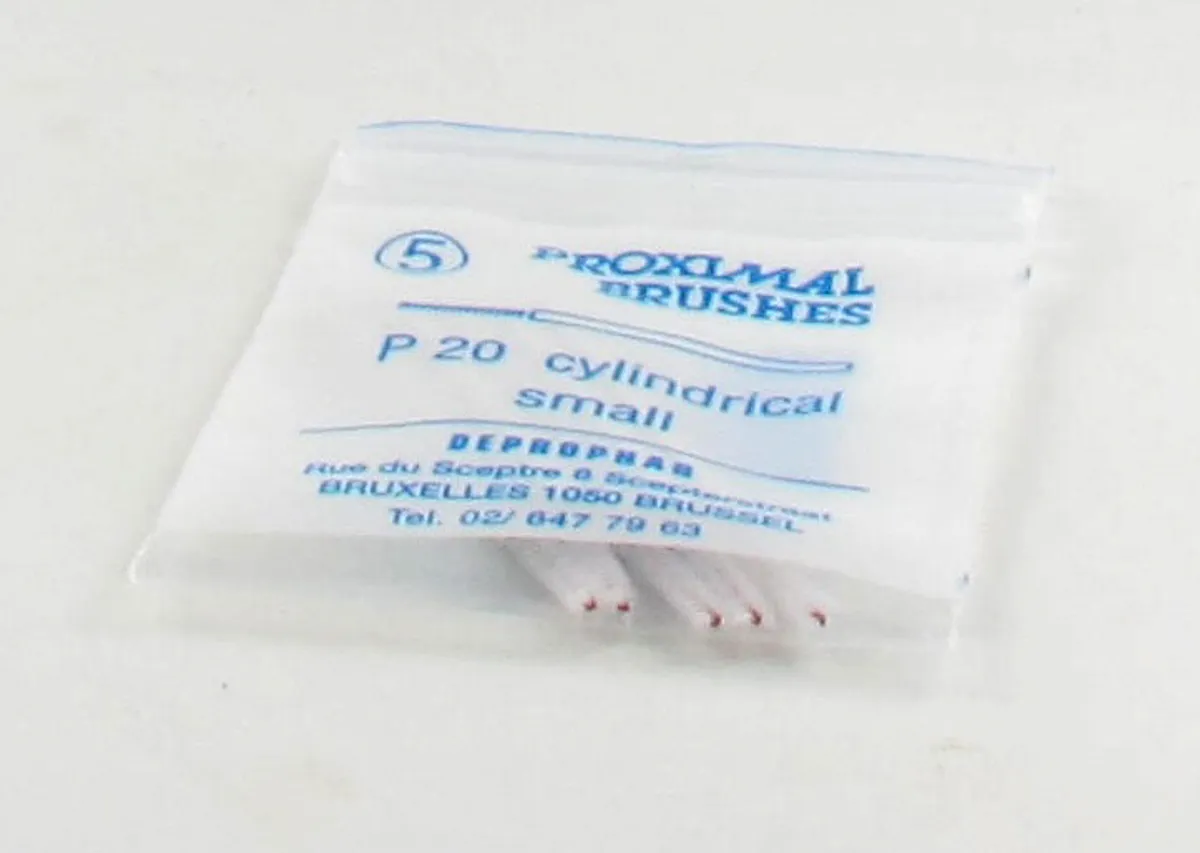 5
PROXIMAL
BRUSHES
P 20 cylindrical
small
DEPROPHAR
Rue du Sceptre 8 Scepterstraat
BRUXELLES 1050 BRUSSEL
Tel. 02/ 647 79 63